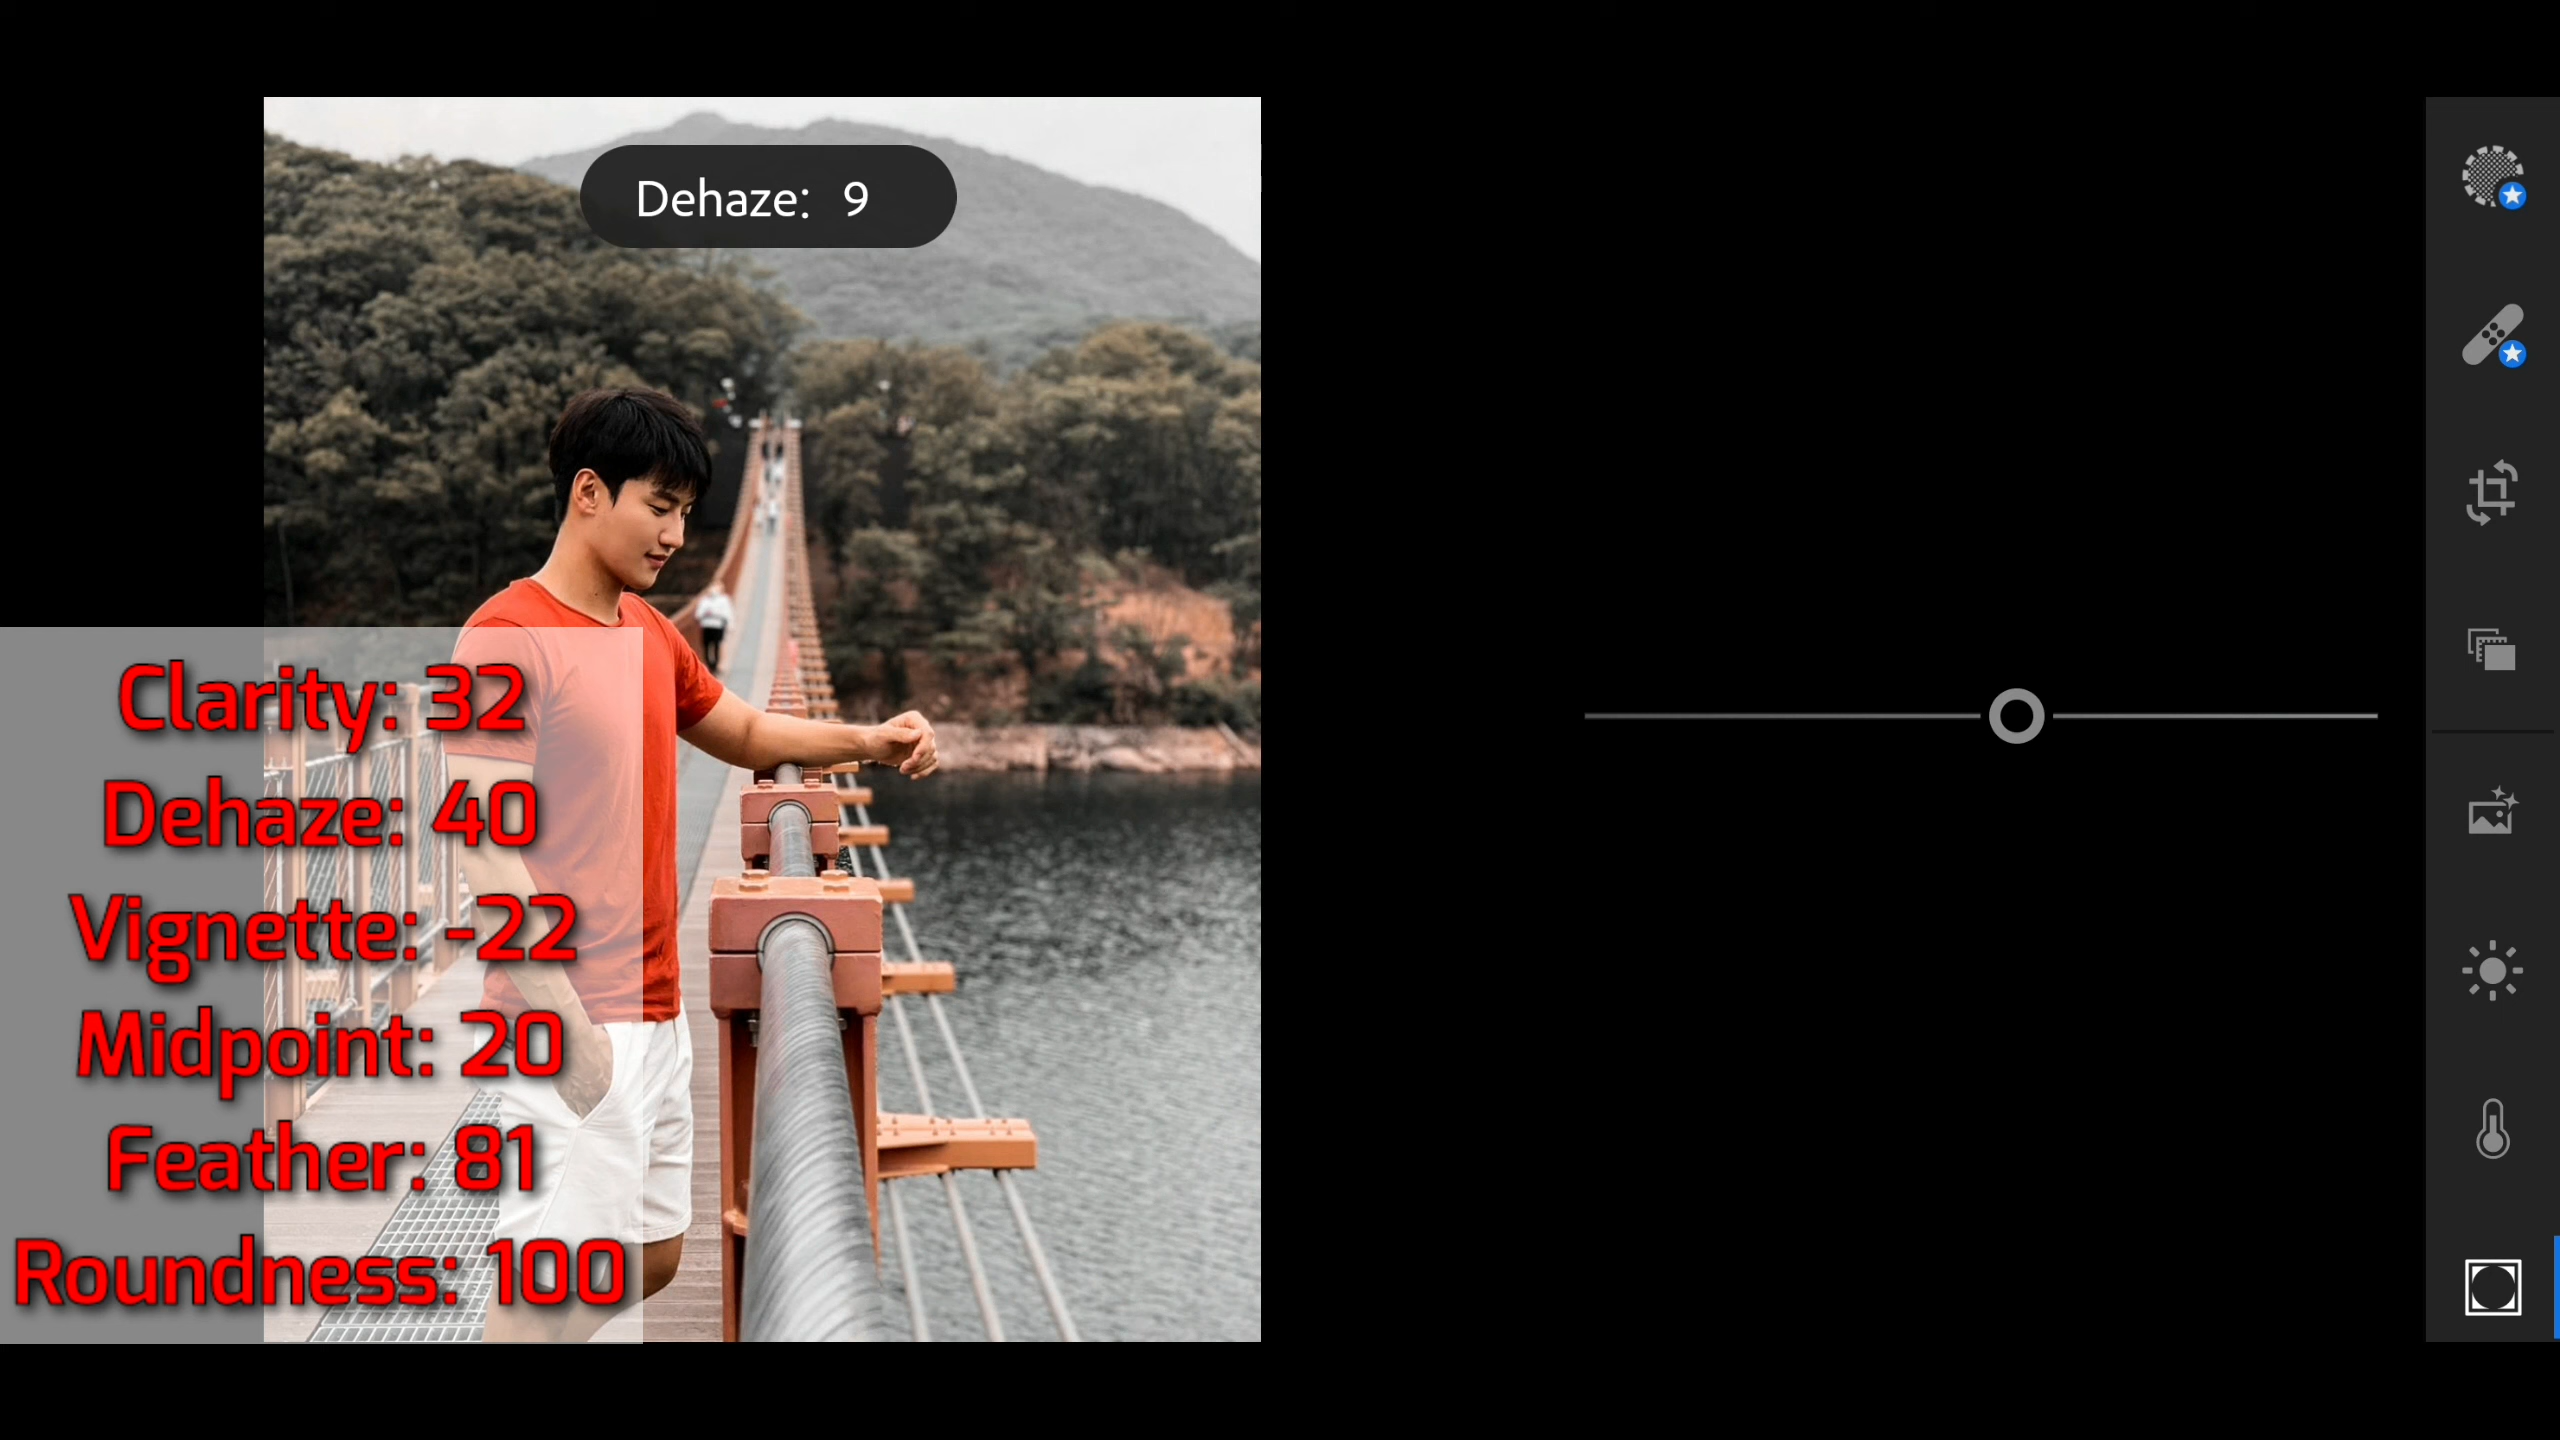 Dehaze: 9
Clarity: 32
Dehaze: 40
Vignette: -22
Midpoint: 20
Feather: 81
Roundness: 100